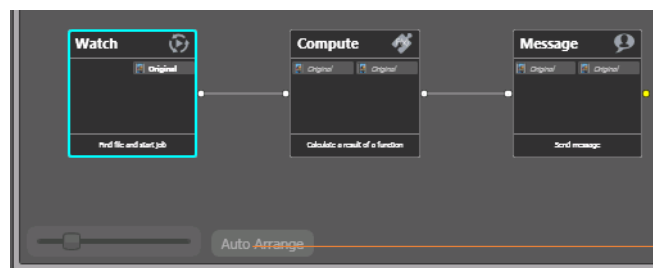 Watch
Compute
Message
Original
Original Original
Original Original
Find file and start job
Calculate a result of a function
Send message
Auto Arrange